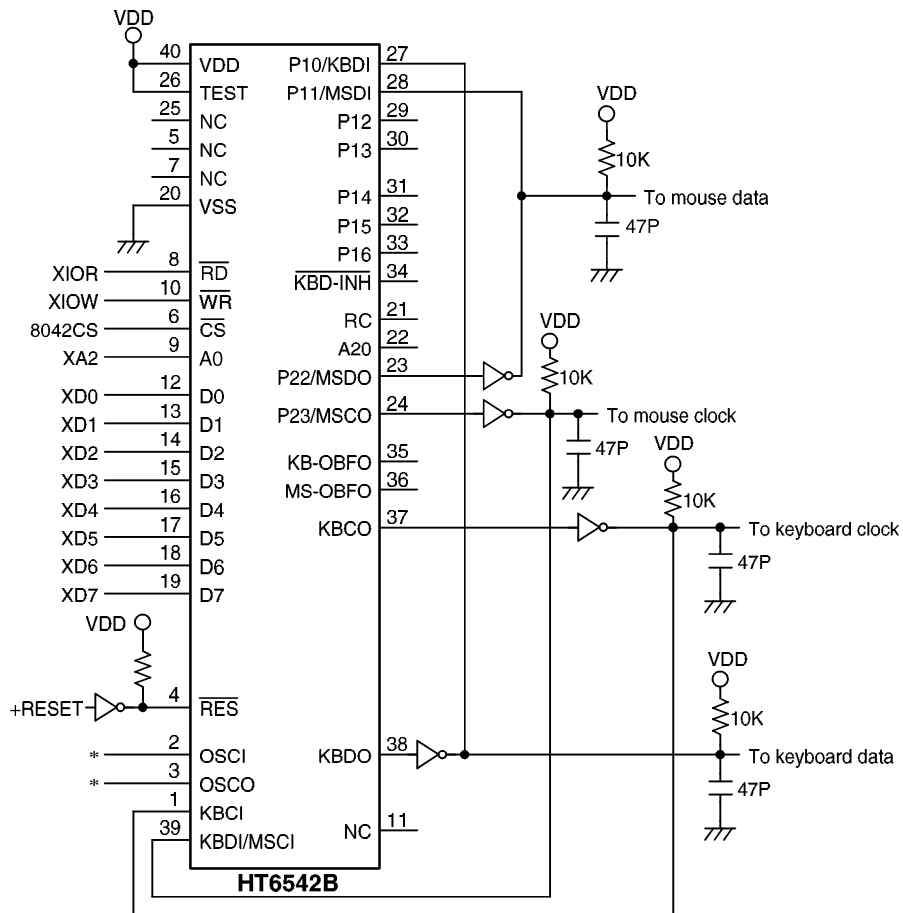 VDD
40 VDD
26 TEST
25 NC
5 NC
7 NC
20 VSS
XIOR 8 RD
XIOW 10 WR
8042CS 6 CS
XA2 9 A0
XD0 12 D0
XD1 13 D1
XD2 14 D2
XD3 15 D3
XD4 16 D4
XD5 17 D5
XD6 18 D6
XD7 19 D7
VDD
+RESET 4 RES
* 2 OSCI
* 3 OSCO
1 KBCI
39 KBDI/MSCI
P10/KBDI 27
P11/MSDI 28
P12 29
P13 30
P14 31
P15 32
P16 33
KBD-INH 34
RC 21
A20 22
P22/MSDO 23
P23/MSCO 24
KB-OBFO 35
MS-OBFO 36
KBCO 37
KBDO 38
NC 11
HT6542B
VDD
10K
To mouse data
47P
VDD
10K
To mouse clock
47P
VDD
10K
To keyboard clock
47P
VDD
10K
To keyboard data
47P